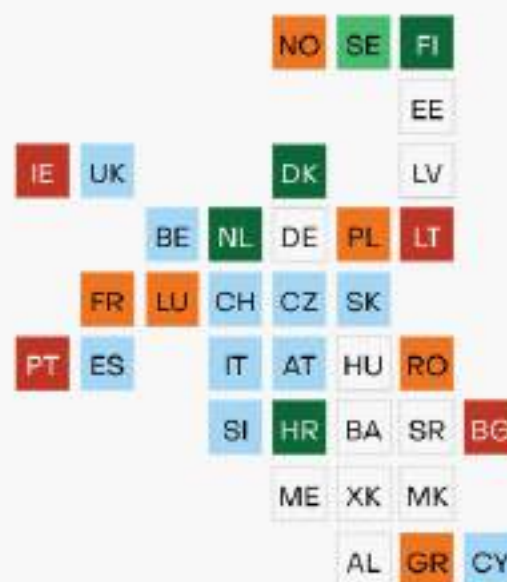 NO SE FI
EE
IE UK DK LV
BE NL DE PL LT
FR LU CH CZ SK
PT ES IT AT HU RO
SI HR BA SR BG
ME XK MK
AL GR CY